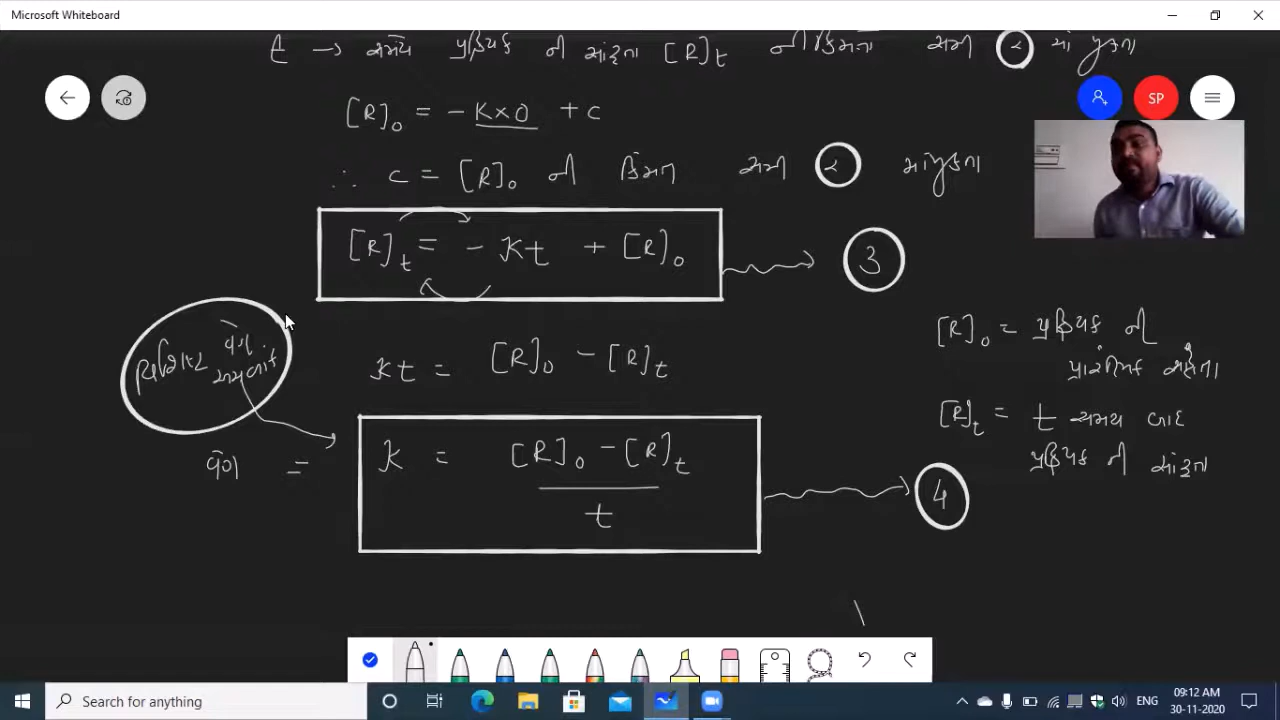 Microsoft Whiteboard
t → સમયે પ્રક્રિયક ની સાંદ્રતા [R]t ની કિંમત સમી ૨ માં મુકતા
[R]₀ = - K×0 + c
SP
∴ c = [R]₀ ની કિંમત સમી ૨ માં મુકતા
[R]t = - Kt + [R]₀ → 3
[R]₀ = પ્રક્રિયક ની
પ્રારંભિક સાંદ્રતા
વેગ
અચળાંક
Kt = [R]₀ - [R]t
[R]t = t સમય બાદ
પ્રક્રિયક ની સાંદ્રતા
વેગ =
K = [R]₀ - [R]t
t
→ 4
Search for anything
ENG
09:12 AM
30-11-2020